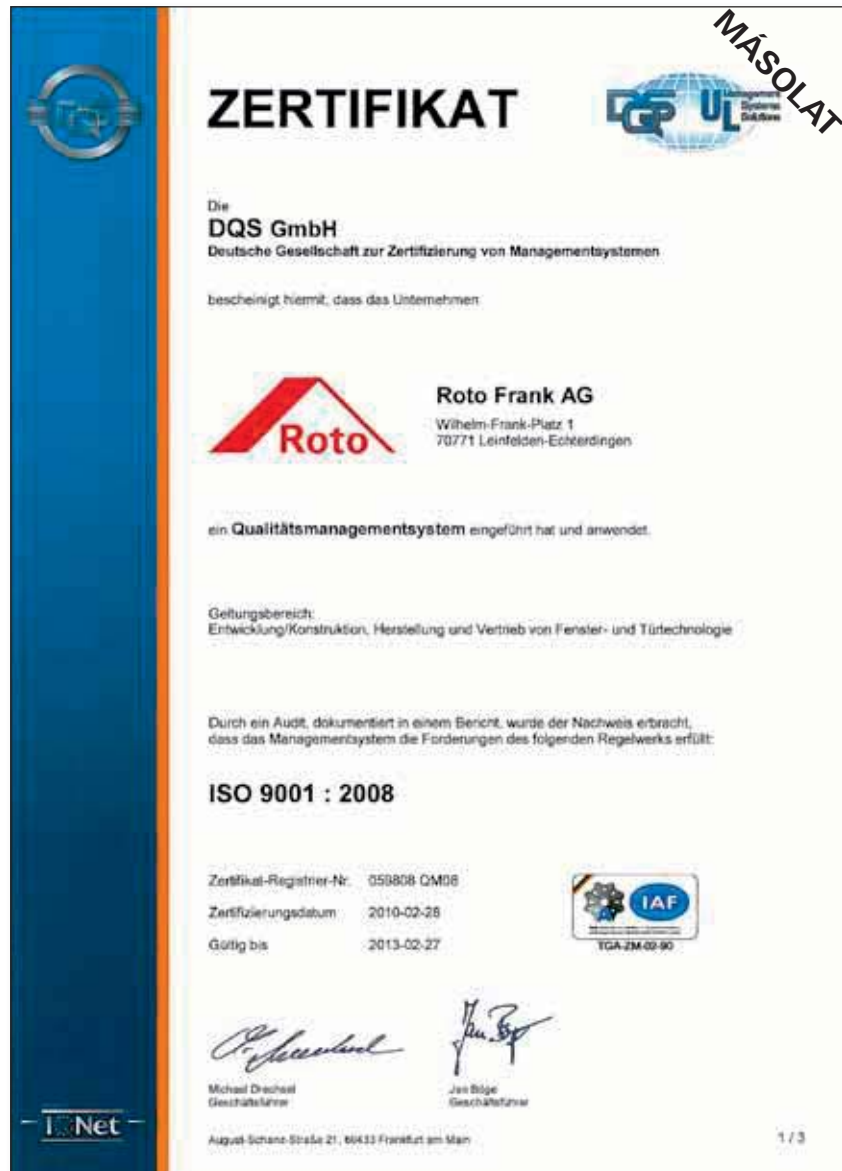 MÁSOLAT
ZERTIFIKAT
DQS UL Management
Systems
Solutions
Die
DQS GmbH
Deutsche Gesellschaft zur Zertifizierung von Managementsystemen
bescheinigt hiermit, dass das Unternehmen
Roto
Roto Frank AG
Wilhelm-Frank-Platz 1
70771 Leinfelden-Echterdingen
ein Qualitätsmanagementsystem eingeführt hat und anwendet.
Geltungsbereich:
Entwicklung/Konstruktion, Herstellung und Vertrieb von Fenster- und Türtechnologie
Durch ein Audit, dokumentiert in einem Bericht, wurde der Nachweis erbracht,
dass das Managementsystem die Forderungen des folgenden Regelwerks erfüllt:
ISO 9001 : 2008
Zertifikat-Registrier-Nr. 059808 QM08
Zertifizierungsdatum 2010-02-28
Gültig bis 2013-02-27
IAF
TGA-ZM-02-90
Michael Drechsel
Geschäftsführer
Jan Böge
Geschäftsführer
IQNet
August-Schanz-Straße 21, 60433 Frankfurt am Main
1 / 3